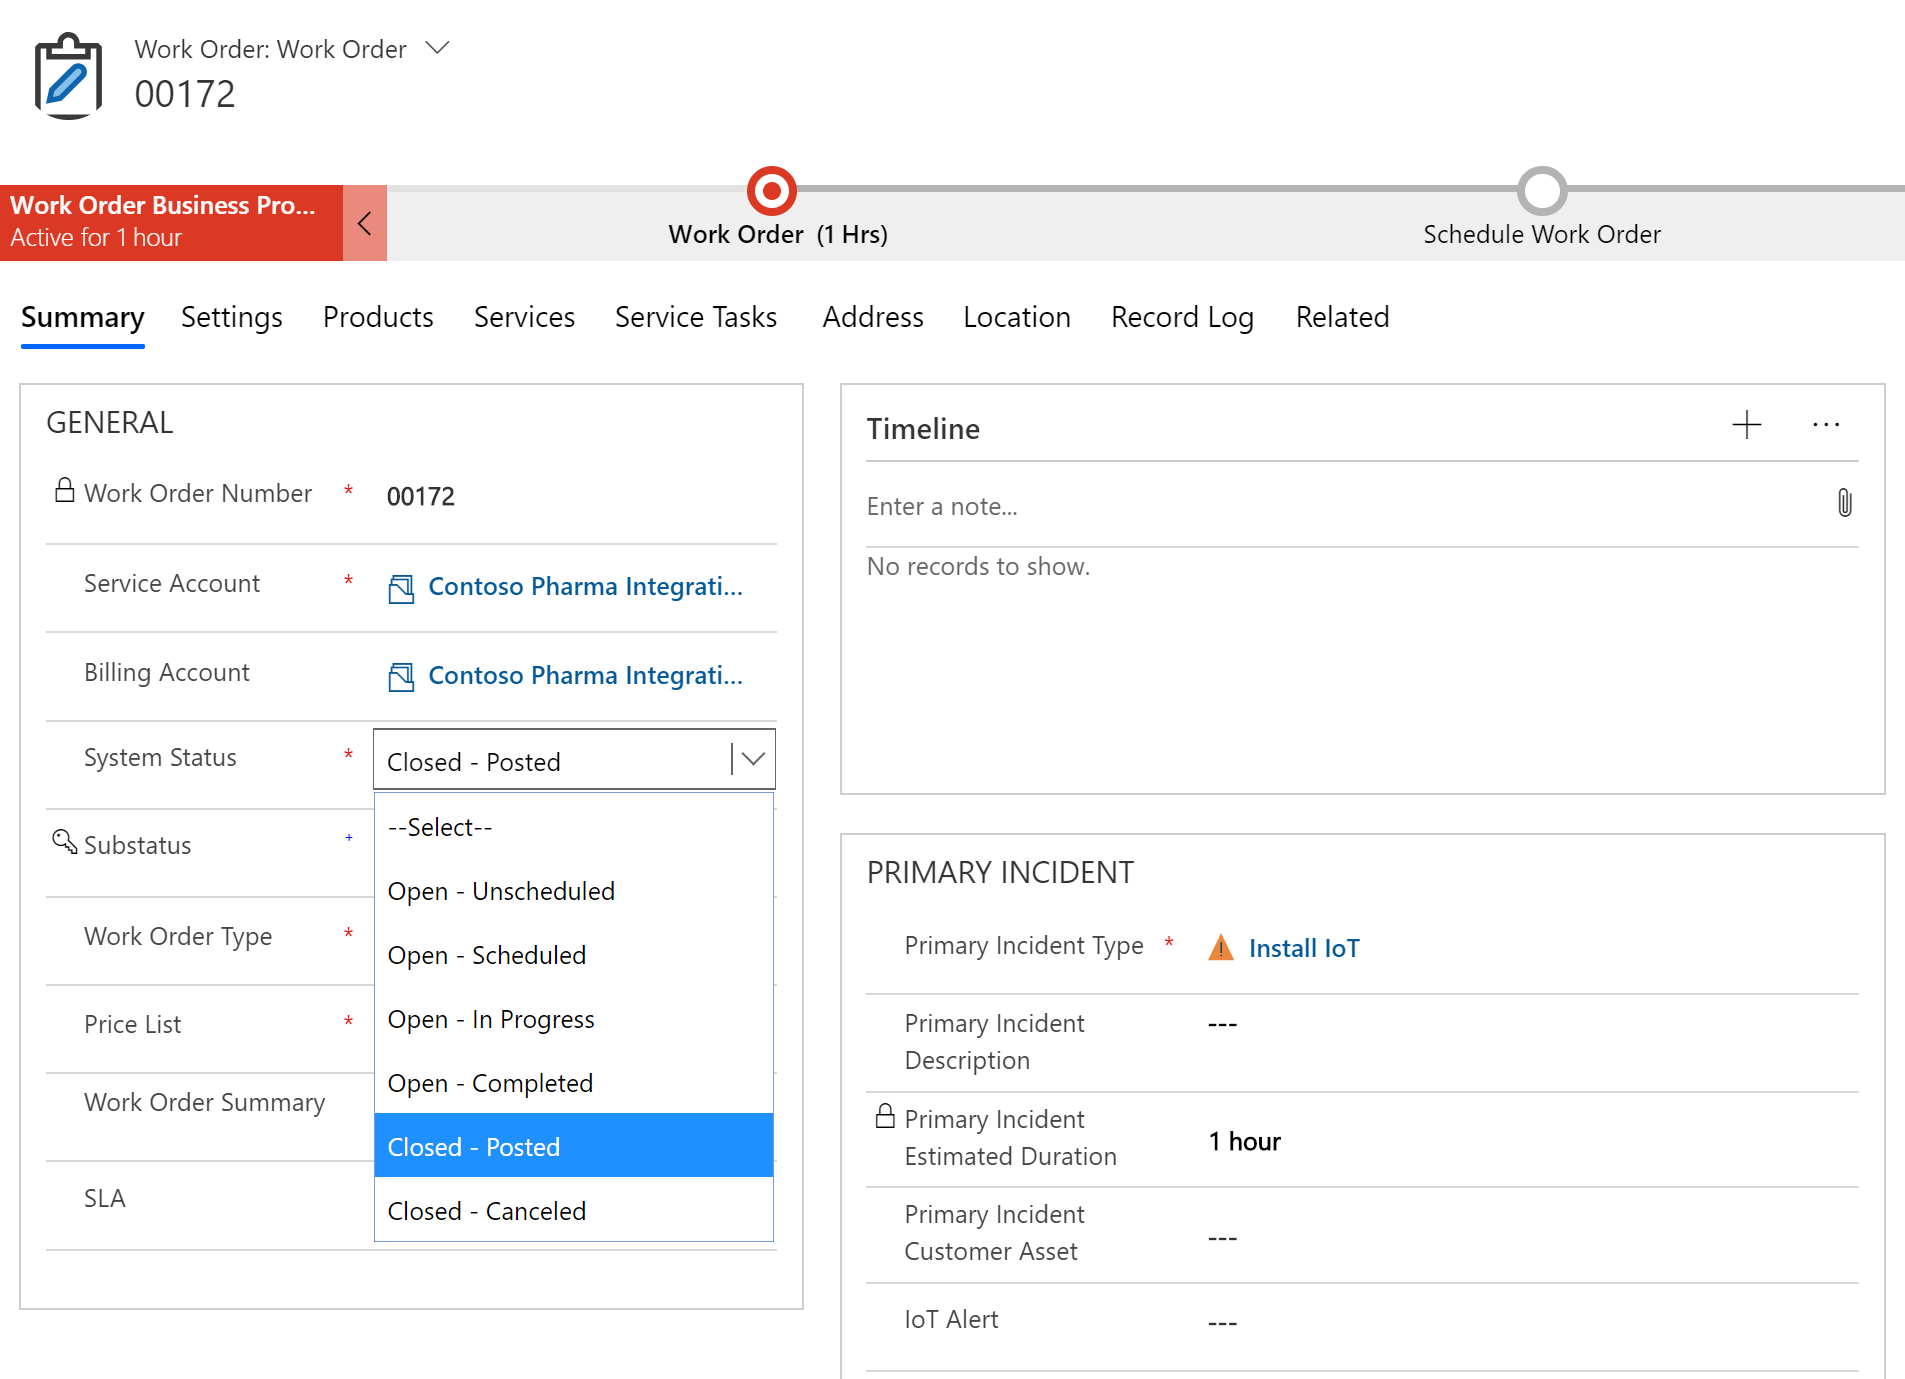 Work Order: Work Order
00172
Work Order Business Pro...
Active for 1 hour
Work Order (1 Hrs)
Schedule Work Order
Summary Settings Products Services Service Tasks Address Location Record Log Related
GENERAL
Work Order Number * 00172
Service Account * Contoso Pharma Integrati...
Billing Account Contoso Pharma Integrati...
System Status * Closed - Posted
--Select--
Open - Unscheduled
Open - Scheduled
Open - In Progress
Open - Completed
Closed - Posted
Closed - Canceled
Substatus +
Work Order Type *
Price List *
Work Order Summary
SLA
Timeline
Enter a note...
No records to show.
PRIMARY INCIDENT
Primary Incident Type * Install IoT
Primary Incident
Description
---
Primary Incident
Estimated Duration
1 hour
Primary Incident
Customer Asset
---
IoT Alert ---